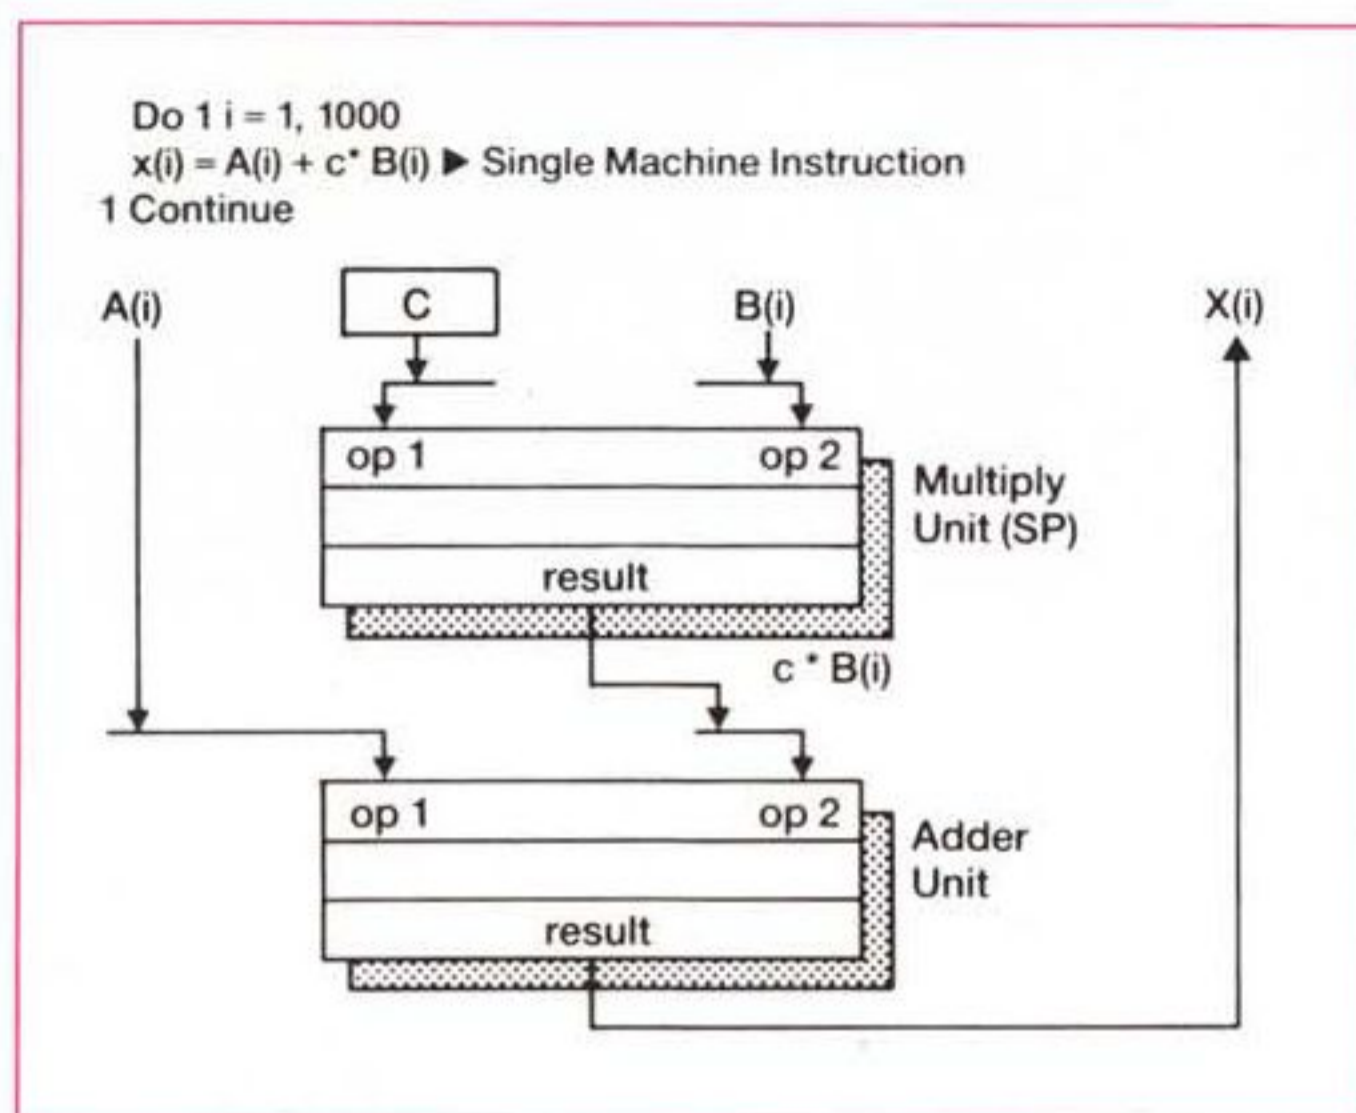 Do 1 i = 1, 1000
x(i) = A(i) + c* B(i) ▶ Single Machine Instruction
1 Continue
A(i)
C
B(i)
X(i)
op 1
op 2
Multiply
Unit (SP)
result
c * B(i)
op 1
op 2
Adder
Unit
result